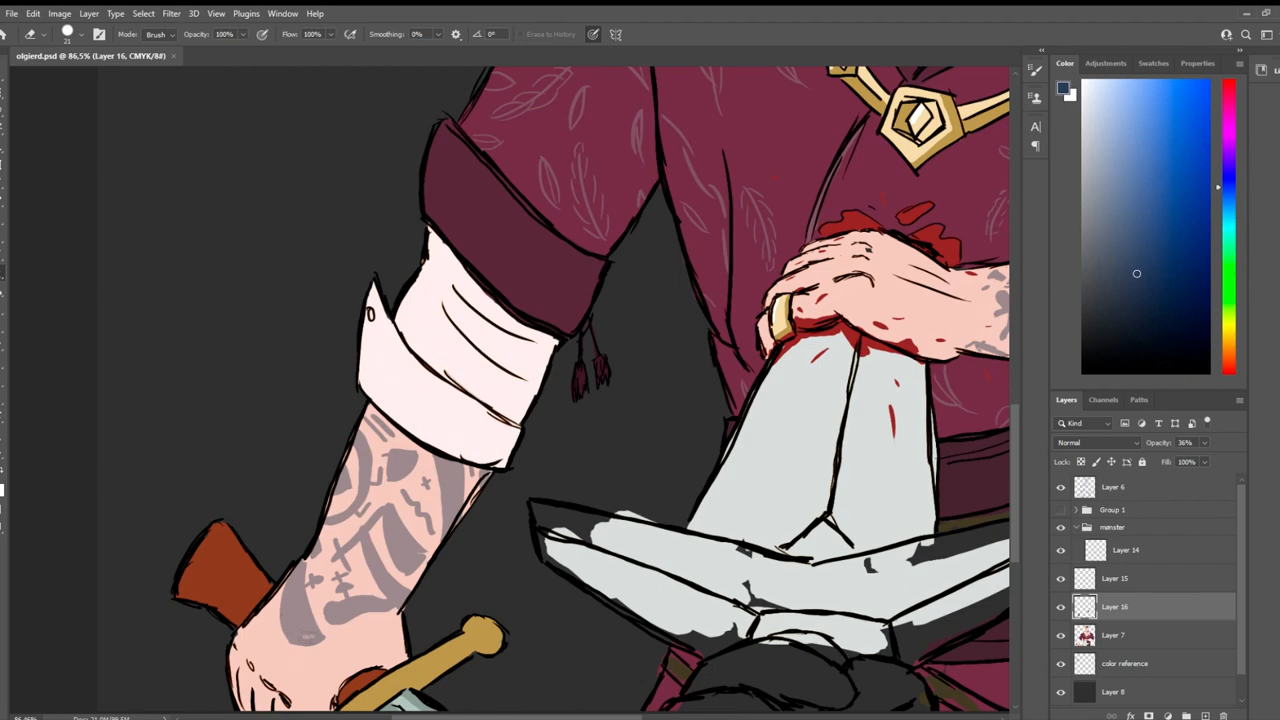 File Edit Image Layer Type Select Filter 3D View Plugins Window Help
21 Mode: Brush Opacity: 100% Flow: 100% Smoothing: 0% 0° Erase to History
olgierd.psd @ 86,5% (Layer 16, CMYK/8#) ×
Color Adjustments Swatches Properties
Layers Channels Paths
Kind
Normal Opacity: 36%
Lock: Fill: 100%
Layer 6
Group 1
mønster
Layer 14
Layer 15
Layer 16
Layer 7
color reference
Layer 8